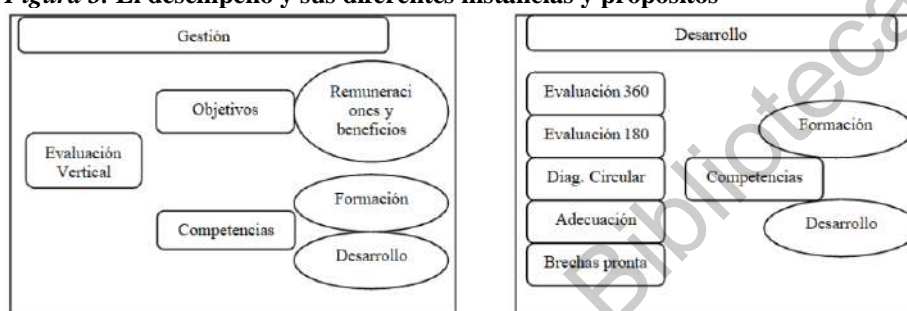 Figura 3. El desempeño y sus diferentes instancias y propósitos
Gestión
Evaluación
Vertical
Objetivos
Remuneraci
ones y
beneficios
Competencias
Formación
Desarrollo
Desarrollo
Evaluación 360
Evaluación 180
Diag. Circular
Adecuación
Brechas pronta
Competencias
Formación
Desarrollo
Biblioteca